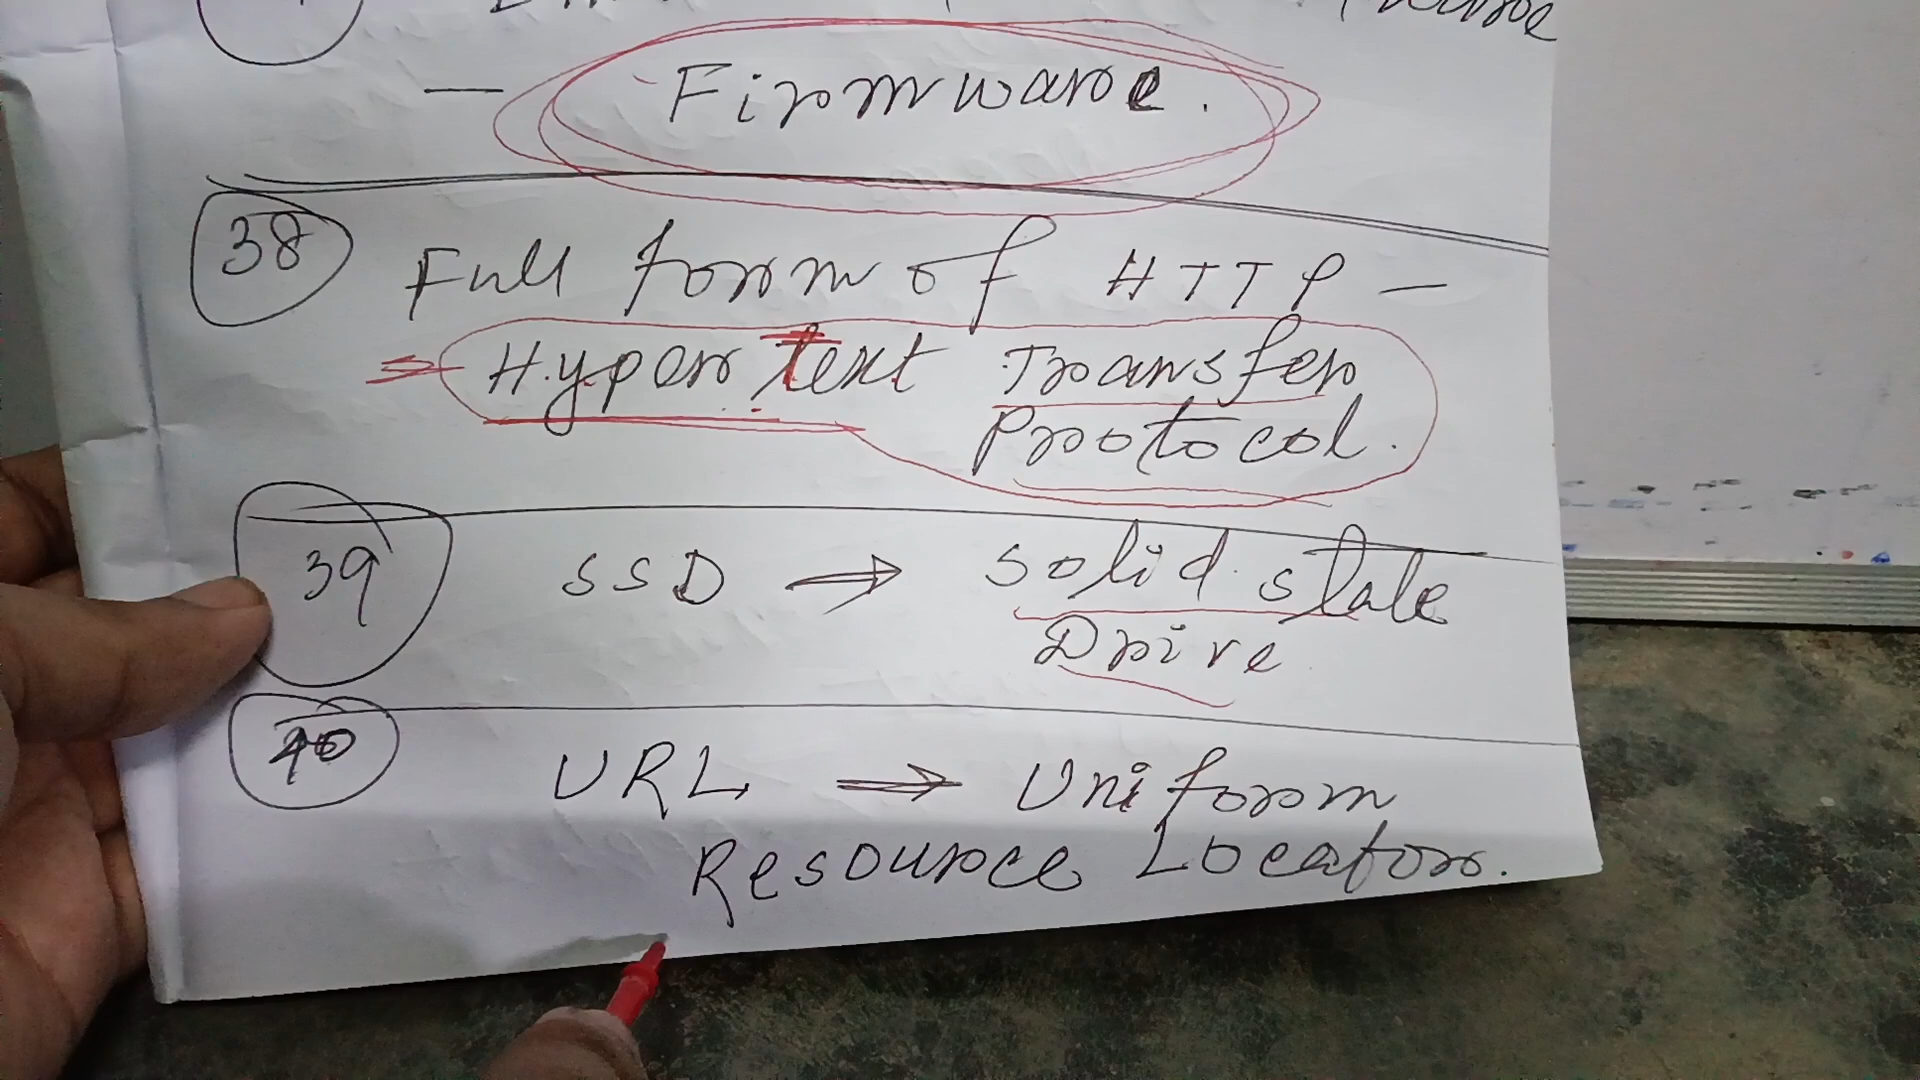 — Firmware.
38 Full form of HTTP —
⇒ Hyper text Transfer
Protocol.
39 SSD ⇒ Solid State
Drive
40 URL ⇒ Uniform
Resource Locator.